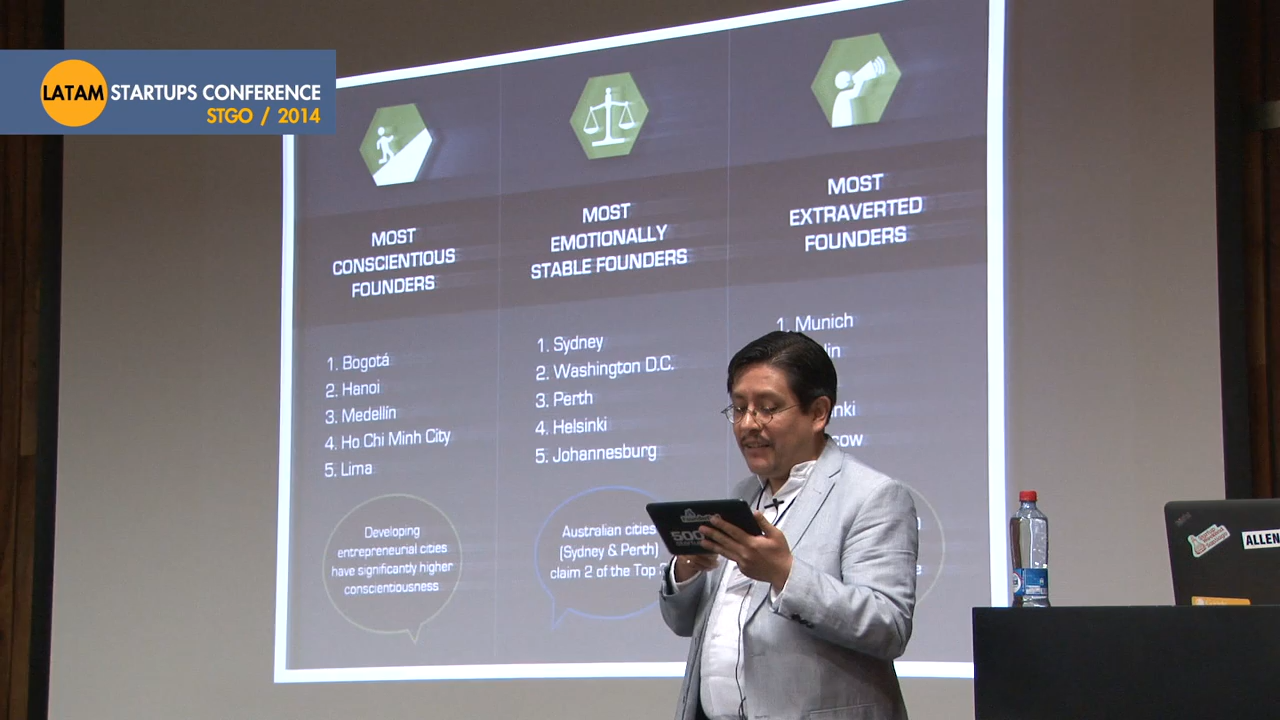 LATAM STARTUPS CONFERENCE
STGO / 2014
MOST
CONSCIENTIOUS
FOUNDERS
1. Bogotá
2. Hanoi
3. Medellín
4. Ho Chi Minh City
5. Lima
Developing
entrepreneurial cities
have significantly higher
conscientiousness
MOST
EMOTIONALLY
STABLE FOUNDERS
1. Sydney
2. Washington D.C.
3. Perth
4. Helsinki
5. Johannesburg
Australian cities
(Sydney & Perth)
claim 2 of the Top
MOST
EXTRAVERTED
FOUNDERS
1. Munich
lin
nki
cow
500
ALLEN